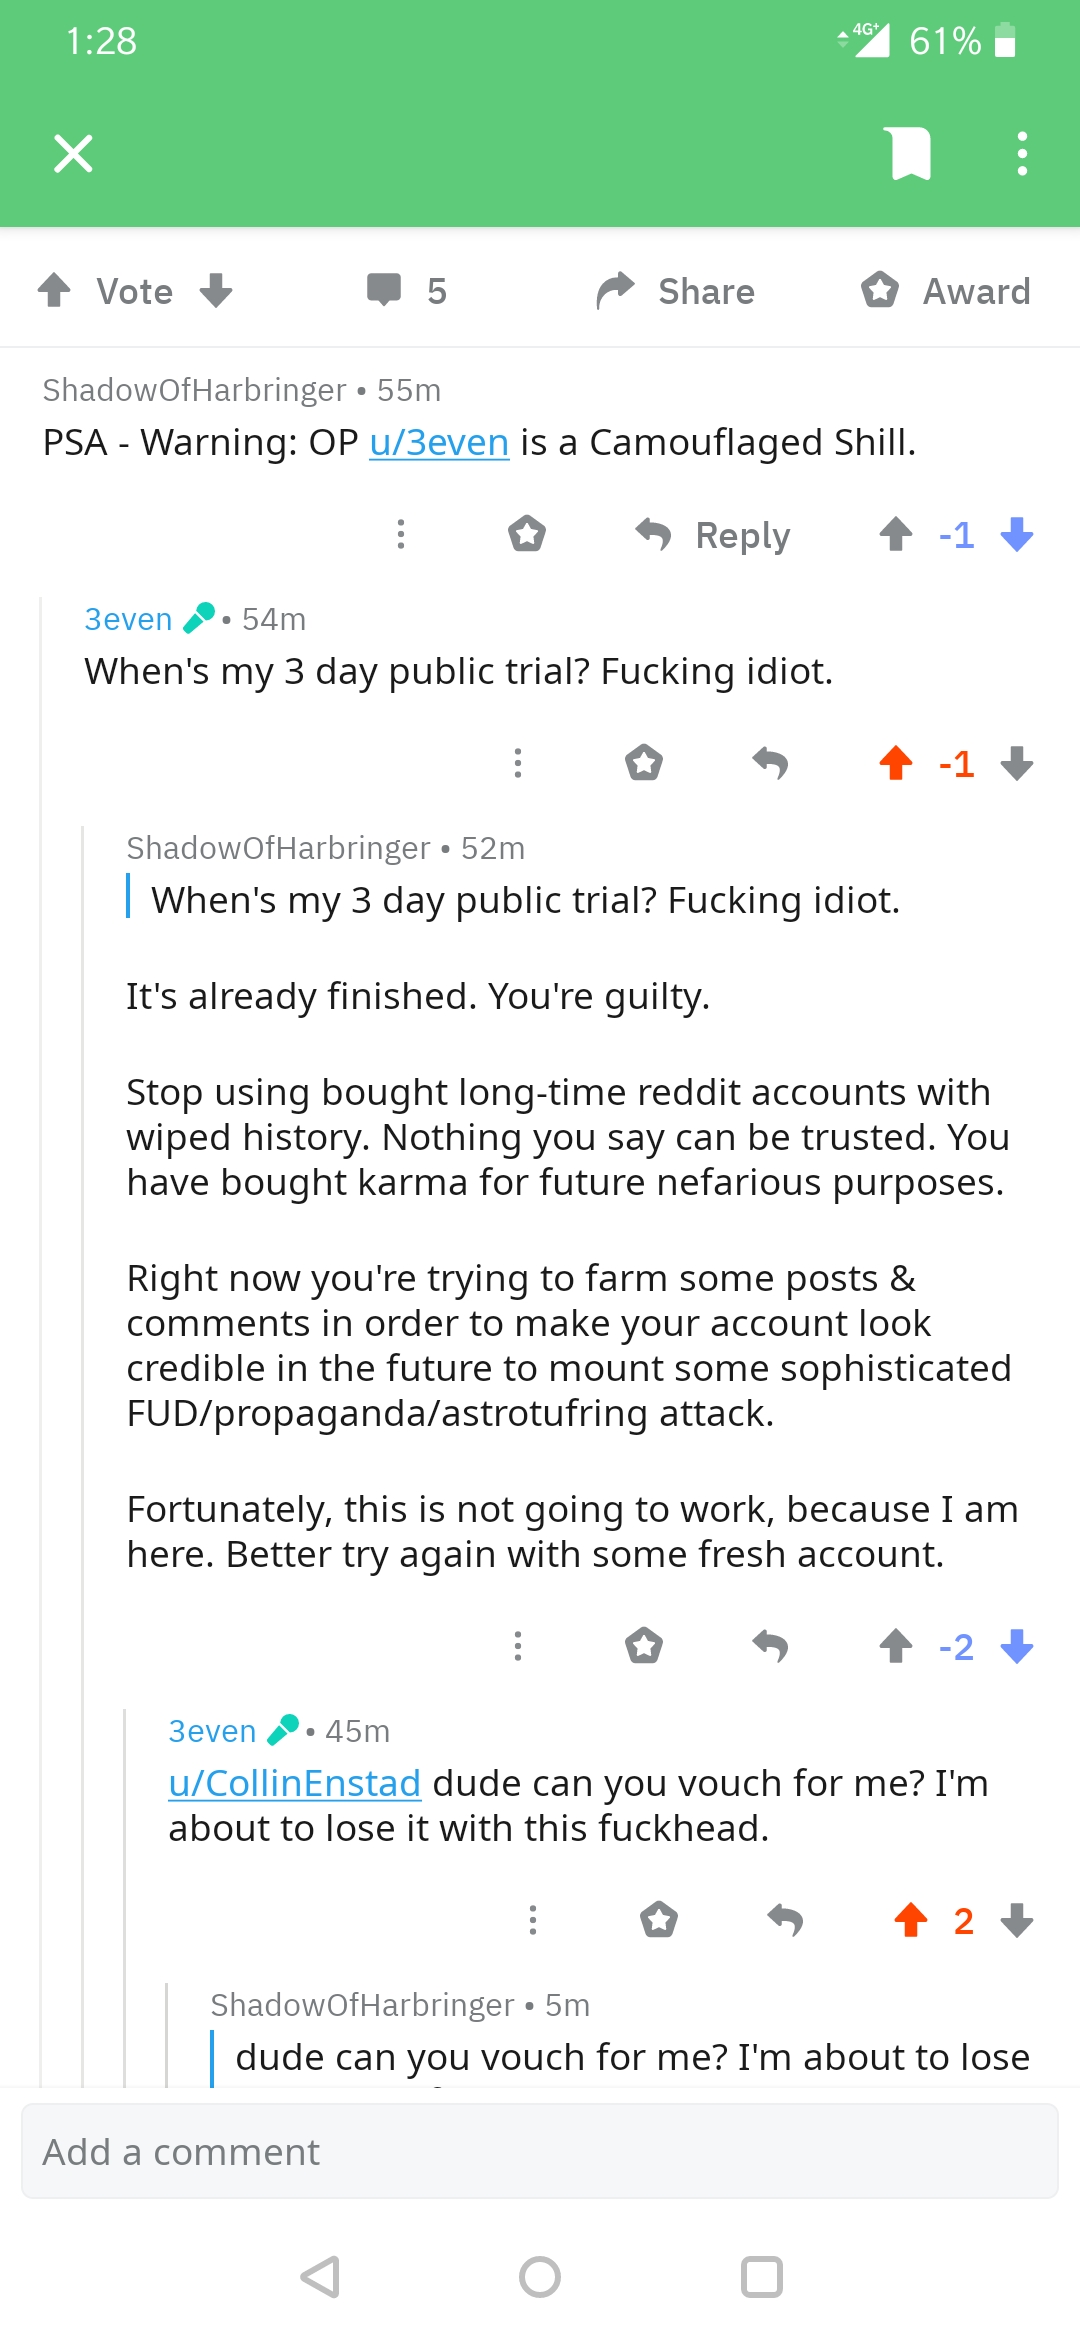 1:28
4G+ 61%
Vote 5 Share Award
ShadowOfHarbringer • 55m
PSA - Warning: OP u/3even is a Camouflaged Shill.
Reply -1
3even • 54m
When's my 3 day public trial? Fucking idiot.
-1
ShadowOfHarbringer • 52m
When's my 3 day public trial? Fucking idiot.
It's already finished. You're guilty.
Stop using bought long-time reddit accounts with
wiped history. Nothing you say can be trusted. You
have bought karma for future nefarious purposes.
Right now you're trying to farm some posts &
comments in order to make your account look
credible in the future to mount some sophisticated
FUD/propaganda/astrotufring attack.
Fortunately, this is not going to work, because I am
here. Better try again with some fresh account.
-2
3even • 45m
u/CollinEnstad dude can you vouch for me? I'm
about to lose it with this fuckhead.
2
ShadowOfHarbringer • 5m
dude can you vouch for me? I'm about to lose
Add a comment